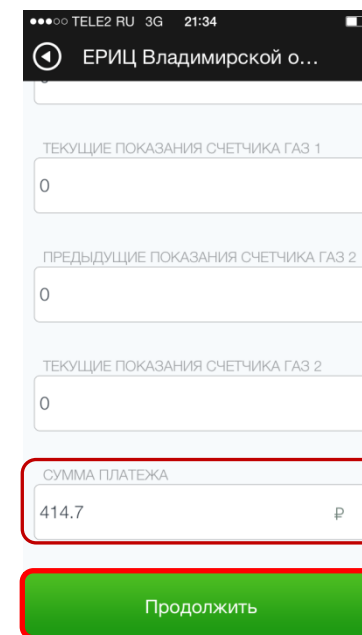 ●●●○○ TELE2 RU 3G 21:34
ЕРИЦ Владимирской о...
ТЕКУЩИЕ ПОКАЗАНИЯ СЧЕТЧИКА ГАЗ 1
0
ПРЕДЫДУЩИЕ ПОКАЗАНИЯ СЧЕТЧИКА ГАЗ 2
0
ТЕКУЩИЕ ПОКАЗАНИЯ СЧЕТЧИКА ГАЗ 2
0
СУММА ПЛАТЕЖА
414.7 ₽
Продолжить